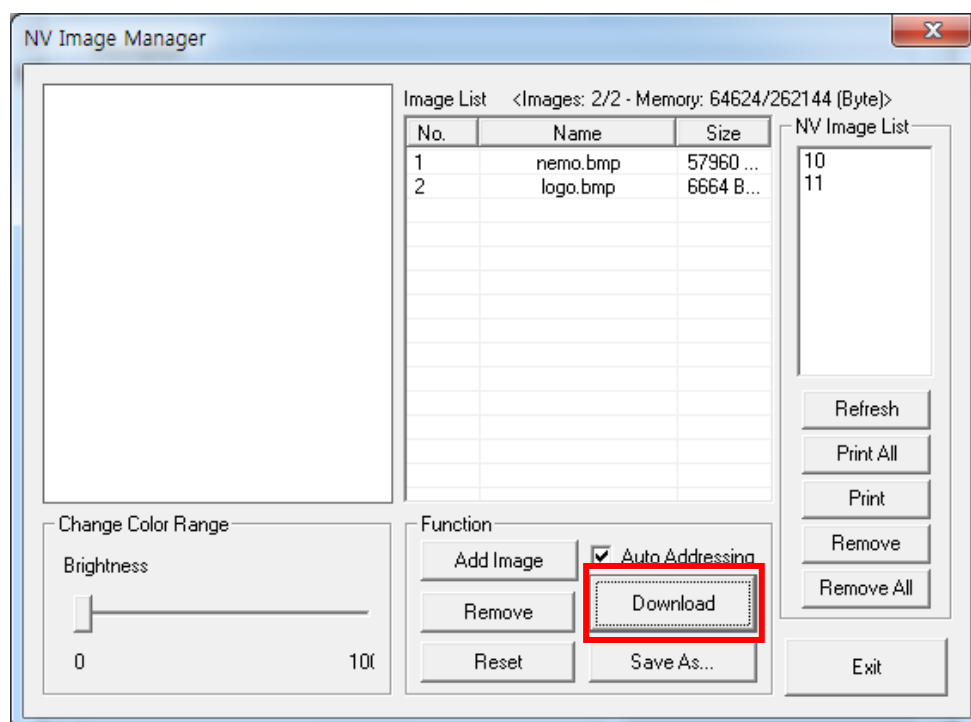 NV Image Manager
Image List <Images: 2/2 - Memory: 64624/262144 (Byte)>
No. Name Size
1 nemo.bmp 57960 ...
2 logo.bmp 6664 B...
NV Image List
10
11
Refresh
Print All
Print
Remove
Remove All
Change Color Range
Brightness
0 100
Function
Add Image
Auto Addressing
Remove
Download
Reset
Save As...
Exit